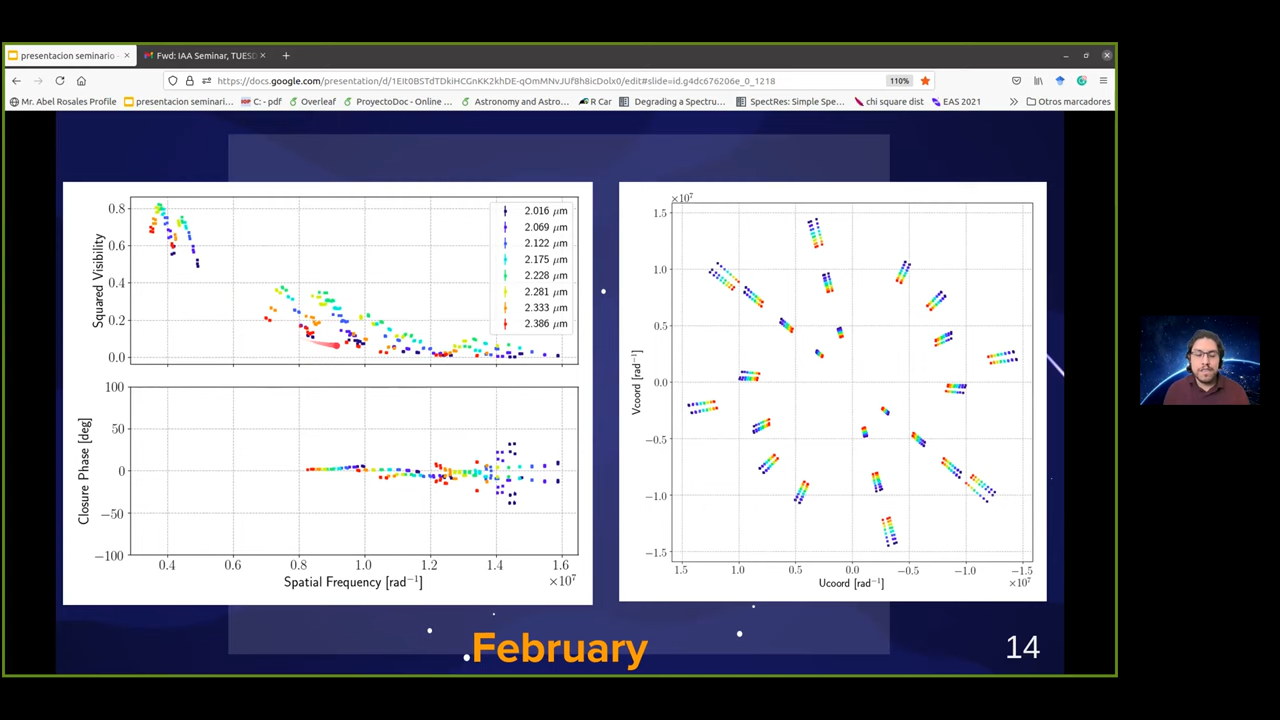 presentacion seminario -
Fwd: IAA Seminar, TUESD
https://docs.google.com/presentation/d/1EIt0BSTdTDkiHCGnKK2khDE-qOmMNvJUf8h8icDolx0/edit#slide=id.g4dc676206e_0_1218
110%
Mr. Abel Rosales Profile
presentacion seminari...
C: - pdf
Overleaf
ProyectoDoc - Online ...
Astronomy and Astro...
R Car
Degrading a Spectru...
SpectRes: Simple Spe...
chi square dist
EAS 2021
Otros marcadores
Squared Visibility
0.8
0.6
0.4
0.2
0.0
2.016 μm
2.069 μm
2.122 μm
2.175 μm
2.228 μm
2.281 μm
2.333 μm
2.386 μm
Closure Phase [deg]
100
50
0
−50
−100
0.4 0.6 0.8 1.0 1.2 1.4 1.6
Spatial Frequency [rad⁻¹]
×10⁷
×10⁷
Vcoord [rad⁻¹]
1.5
1.0
0.5
0.0
−0.5
−1.0
−1.5
1.5 1.0 0.5 0.0 −0.5 −1.0 −1.5
Ucoord [rad⁻¹]
×10⁷
February
14